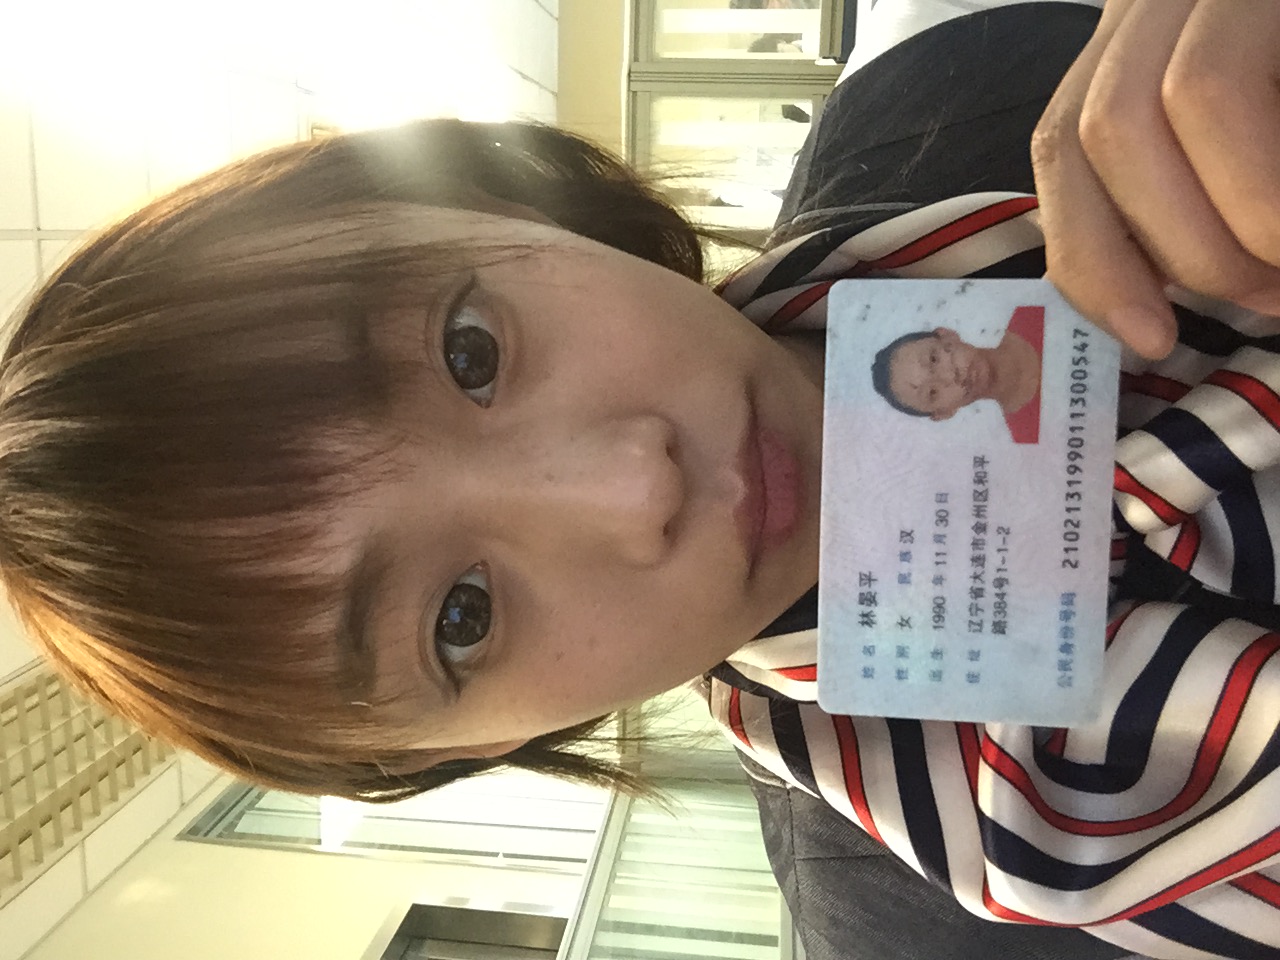 姓名 林晏平
性别 女 民族 汉
出生 1990 年 11 月 30 日
住址 辽宁省大连市金州区和平
路384号1-1-2
公民身份号码 210213199011300547